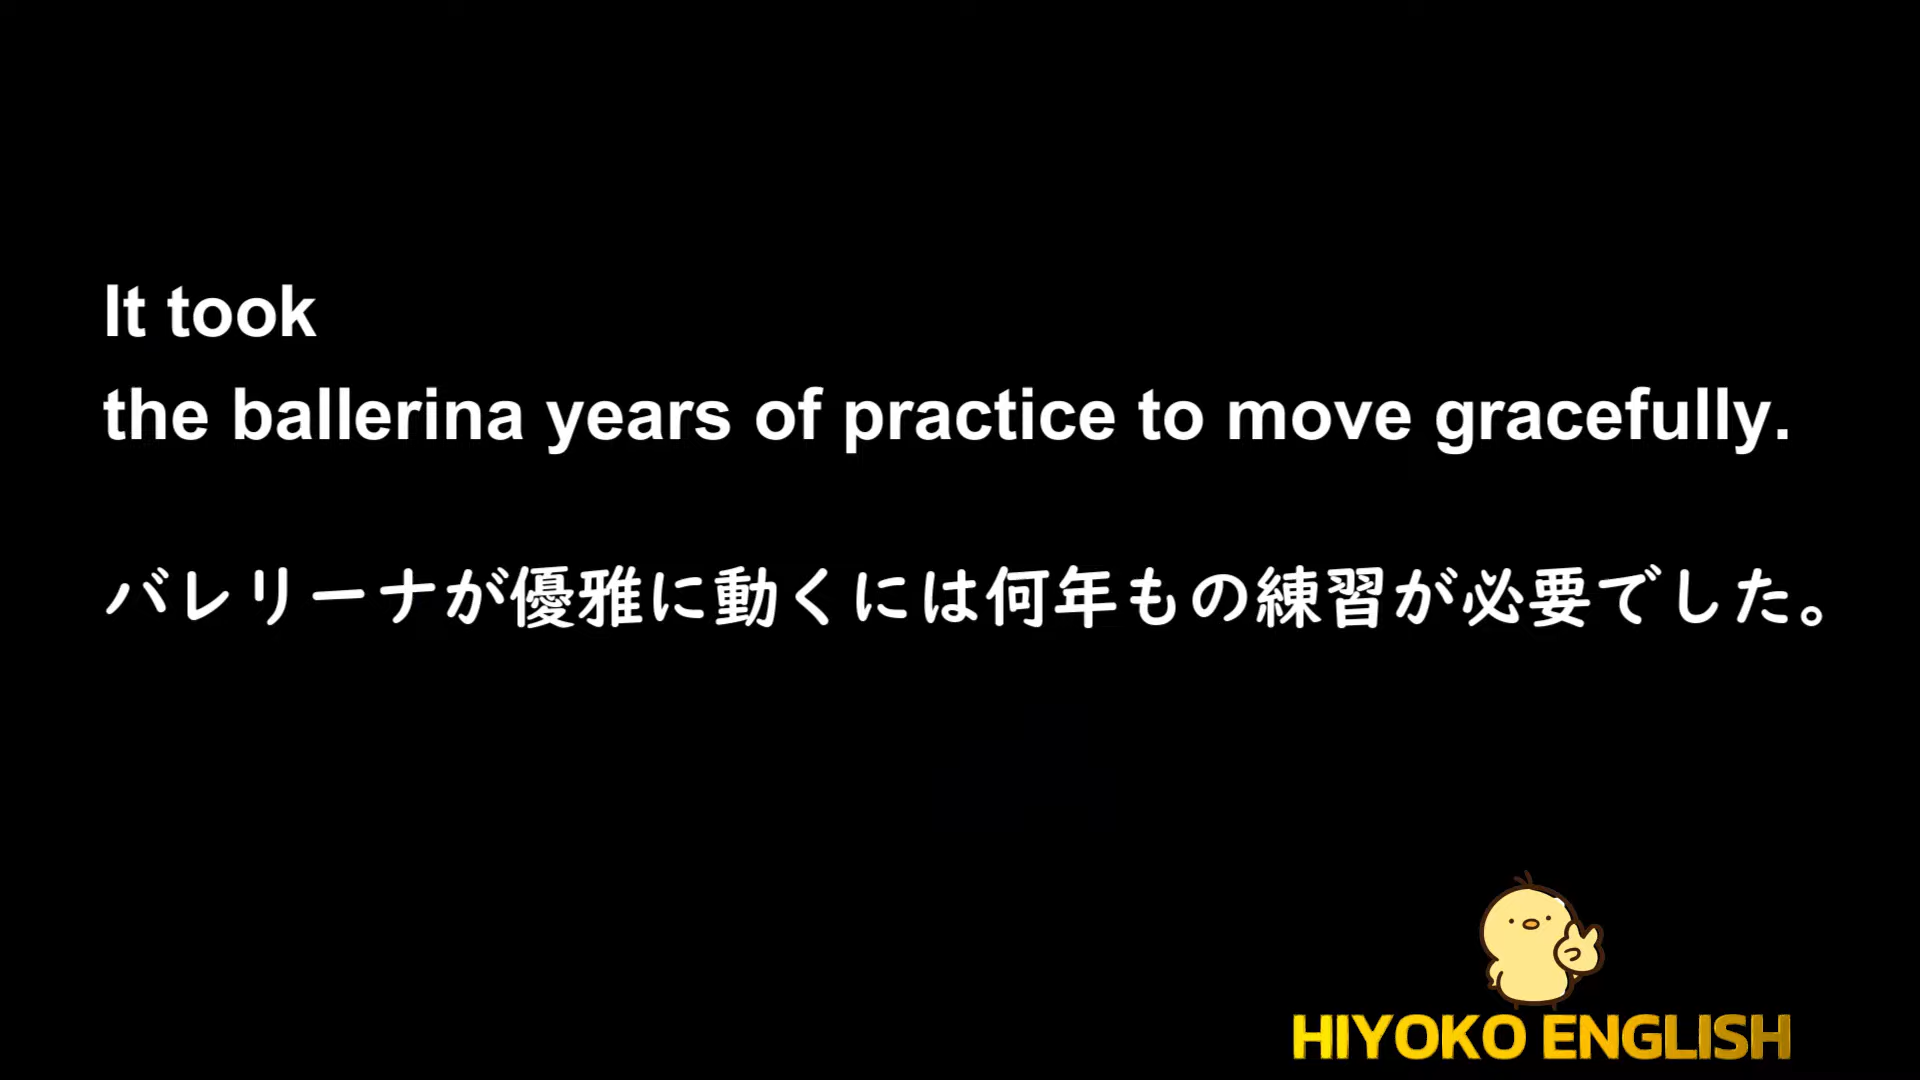 It took
the ballerina years of practice to move gracefully.
バレリーナが優雅に動くには何年もの練習が必要でした。
HIYOKO ENGLISH